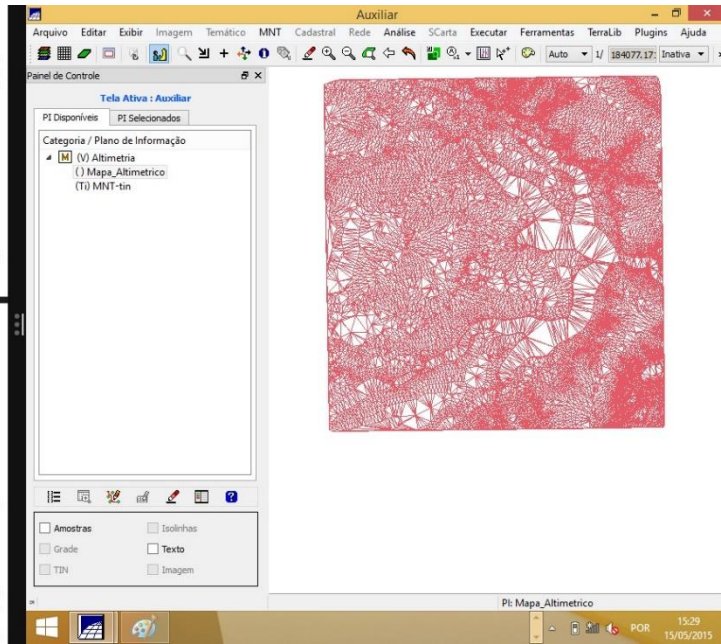 Auxiliar
Arquivo Editar Exibir Imagem Temático MNT Cadastral Rede Análise SCarta Executar Ferramentas TerraLib Plugins Ajuda
Auto 1/ 184077.17: Inativa
Painel de Controle
Tela Ativa : Auxiliar
PI Disponíveis PI Selecionados
Categoria / Plano de Informação
M (V) Altimetria
() Mapa_Altimetrico
(Ti) MNT-tin
Amostras Isolinhas
Grade Texto
TIN Imagem
PI: Mapa_Altimetrico
POR 15:29
15/05/2015